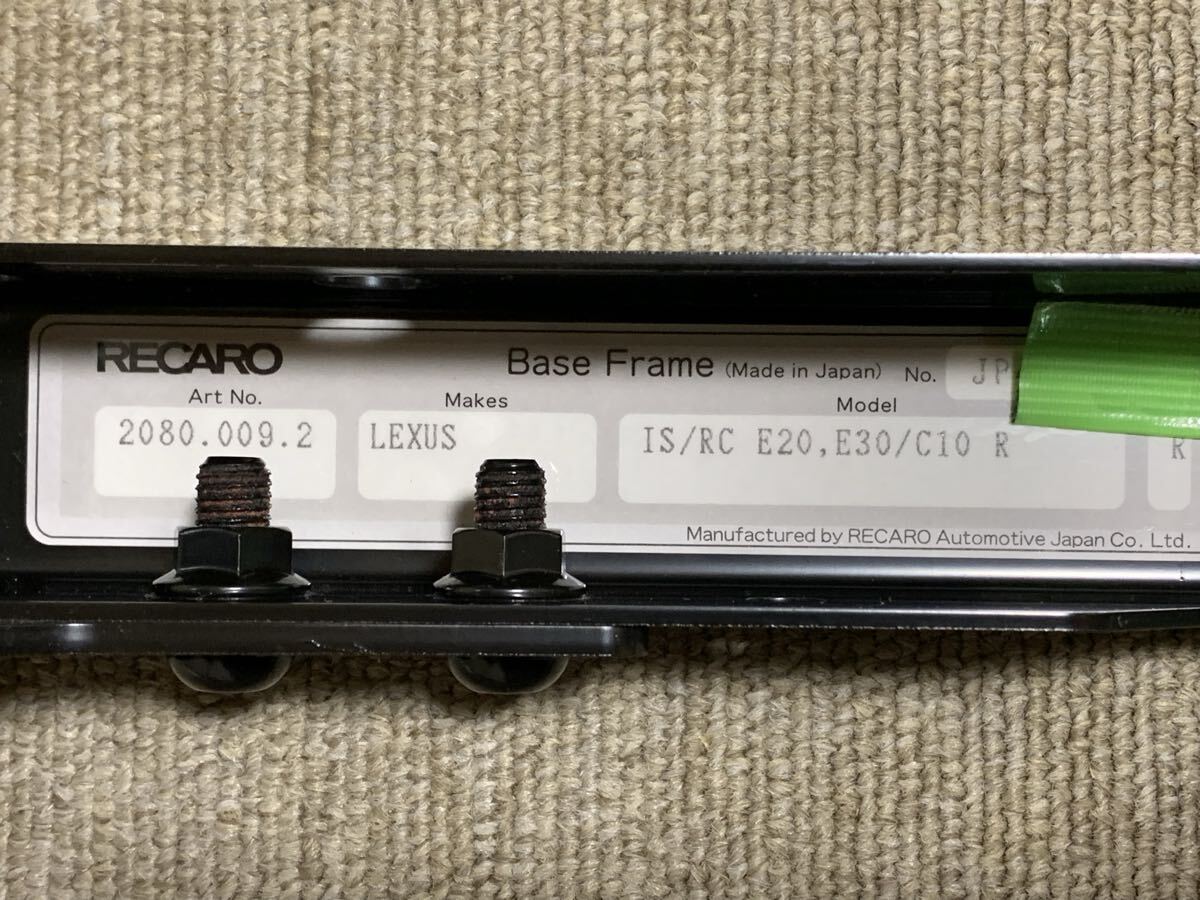 RECARO Base Frame (Made in Japan) No. JP
Art No. Makes Model
2080.009.2 LEXUS IS/RC E20,E30/C10 R R
Manufactured by RECARO Automotive Japan Co. Ltd.